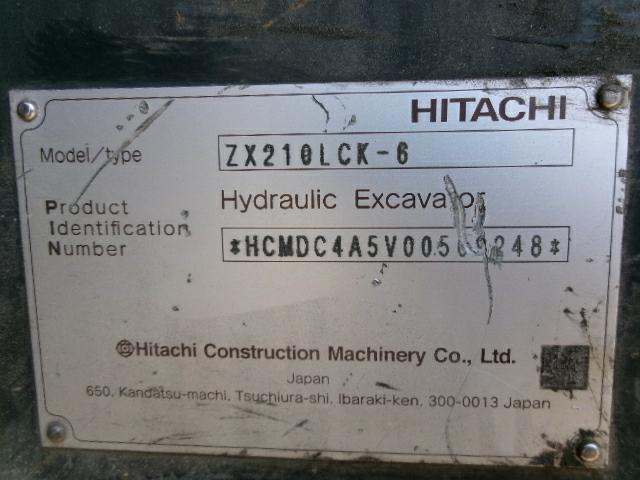 HITACHI
Model/type ZX210LCK-6
Hydraulic Excavator
Product
Identification
Number
Hitachi Construction Machinery Co., Ltd.
Japan
650, Kandatsu-machi, Tsuchiura-shi, Ibaraki-ken, 300-0013 Japan